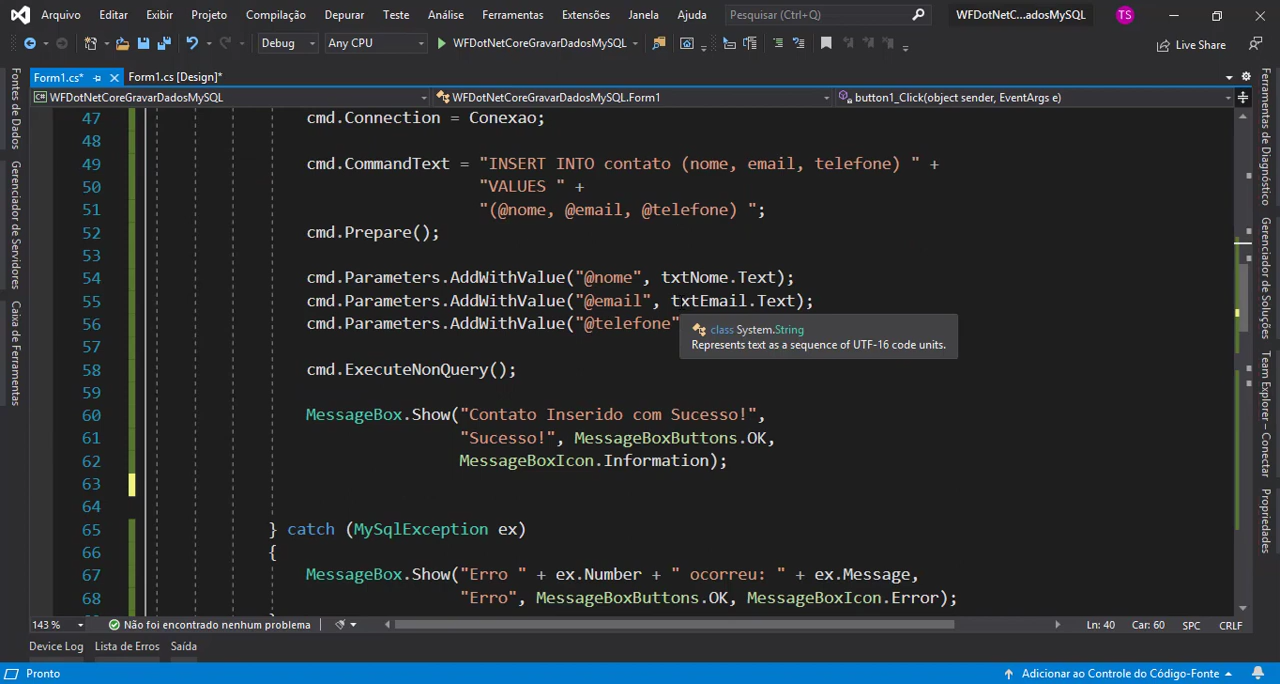 Arquivo Editar Exibir Projeto Compilação Depurar Teste Análise Ferramentas Extensões Janela Ajuda Pesquisar (Ctrl+Q) WFDotNetC...adosMySQL TS
Debug Any CPU WFDotNetCoreGravarDadosMySQL Live Share
Form1.cs* Form1.cs [Design]*
WFDotNetCoreGravarDadosMySQL WFDotNetCoreGravarDadosMySQL.Form1 button1_Click(object sender, EventArgs e)
47 cmd.Connection = Conexao;
48
49 cmd.CommandText = "INSERT INTO contato (nome, email, telefone) " +
50 "VALUES " +
51 "(@nome, @email, @telefone) ";
52 cmd.Prepare();
53
54 cmd.Parameters.AddWithValue("@nome", txtNome.Text);
55 cmd.Parameters.AddWithValue("@email", txtEmail.Text);
56 cmd.Parameters.AddWithValue("@telefone"
class System.String
Represents text as a sequence of UTF-16 code units.
57
58 cmd.ExecuteNonQuery();
59
60 MessageBox.Show("Contato Inserido com Sucesso!",
61 "Sucesso!", MessageBoxButtons.OK,
62 MessageBoxIcon.Information);
63
64
65 } catch (MySqlException ex)
66 {
67 MessageBox.Show("Erro " + ex.Number + " ocorreu: " + ex.Message,
68 "Erro", MessageBoxButtons.OK, MessageBoxIcon.Error);
Fontes de Dados
Gerenciador de Servidores
Caixa de Ferramentas
Ferramentas de Diagnóstico
Gerenciador de Soluções
Team Explorer – Conectar
Propriedades
143 % Não foi encontrado nenhum problema Ln: 40 Car: 60 SPC CRLF
Device Log Lista de Erros Saída
Pronto Adicionar ao Controle do Código-Fonte